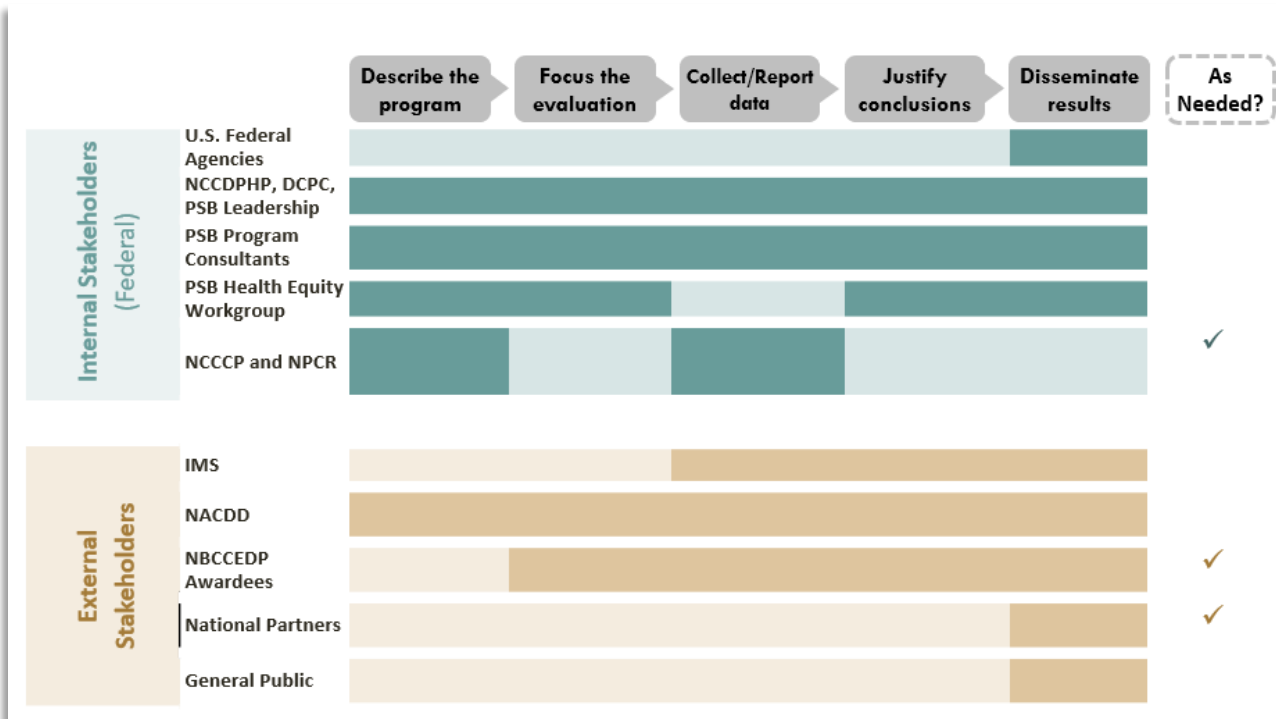 Describe the
program
Focus the
evaluation
Collect/Report
data
Justify
conclusions
Disseminate
results
As
Needed?
Internal Stakeholders
(Federal)
U.S. Federal
Agencies
NCCDPHP, DCPC,
PSB Leadership
PSB Program
Consultants
PSB Health Equity
Workgroup
NCCCP and NPCR
✓
External
Stakeholders
IMS
NACDD
NBCCEDP
Awardees
✓
National Partners
✓
General Public